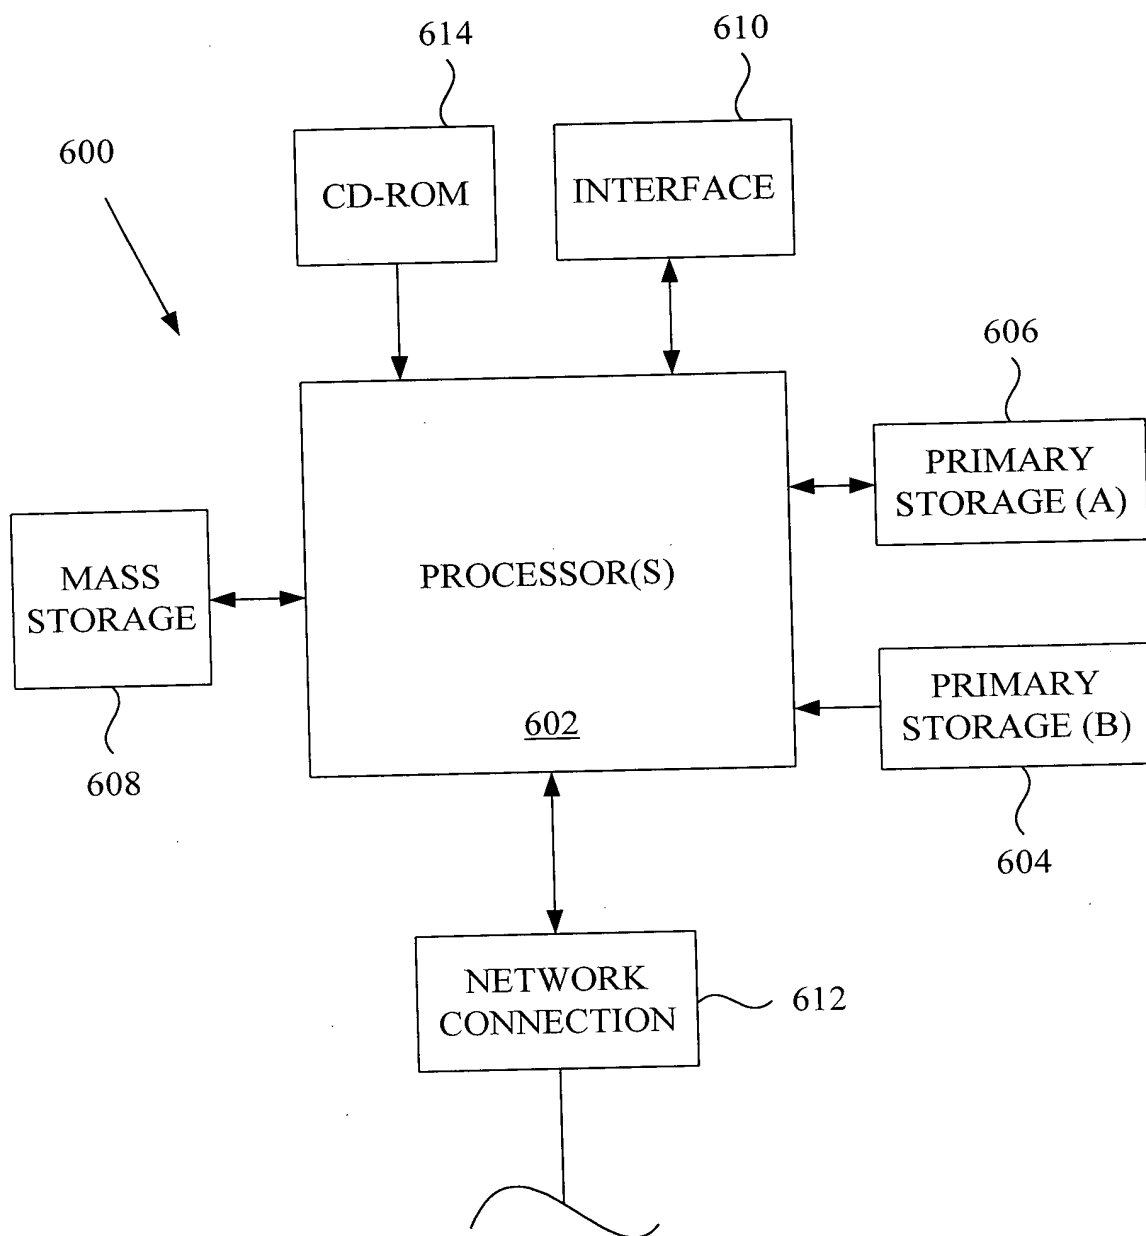 614
610
600
CD-ROM
INTERFACE
606
PRIMARY
STORAGE (A)
MASS
STORAGE
PROCESSOR(S)
602
PRIMARY
STORAGE (B)
608
604
NETWORK
CONNECTION
612